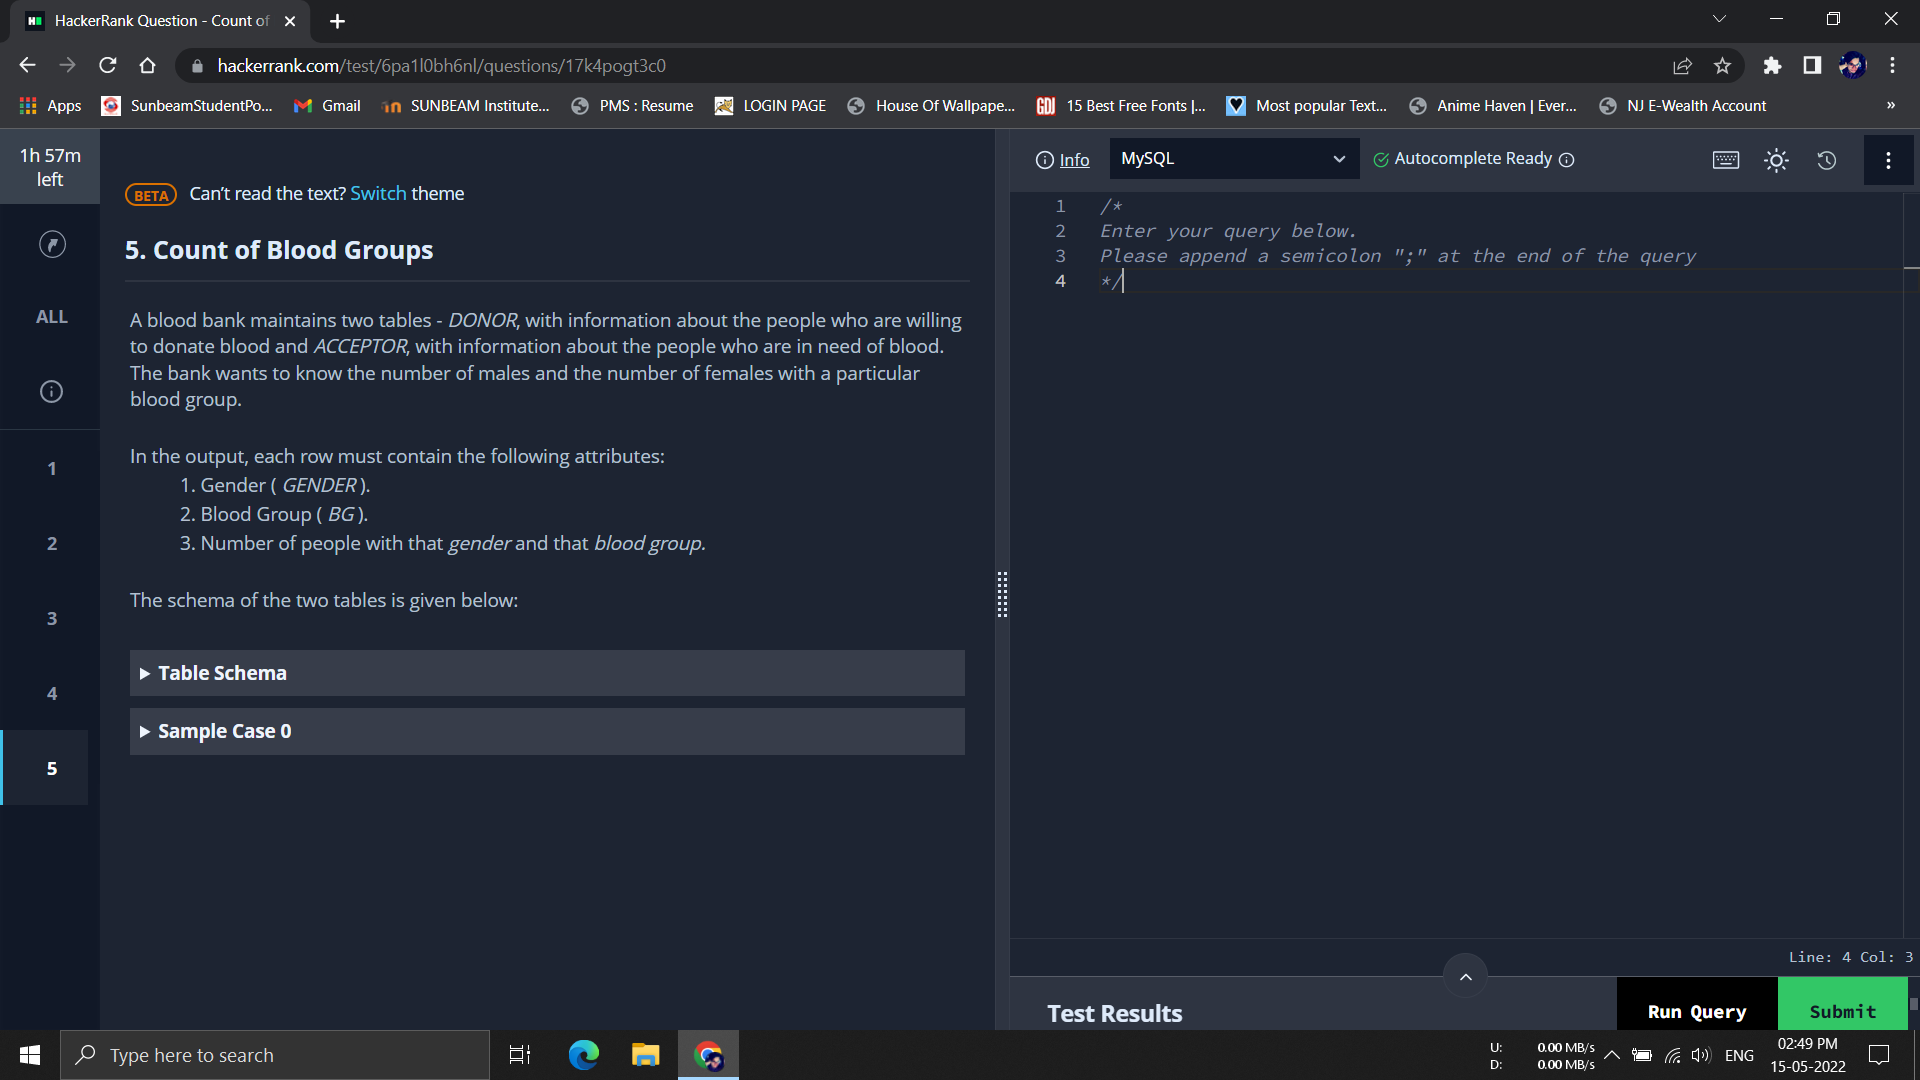 HackerRank Question - Count of
hackerrank.com/test/6pa1l0bh6nl/questions/17k4pogt3c0
Apps SunbeamStudentPo... Gmail SUNBEAM Institute... PMS : Resume LOGIN PAGE House Of Wallpape... GD! 15 Best Free Fonts |... Most popular Text... Anime Haven | Ever... NJ E-Wealth Account »
1h 57m
left
ALL
1
2
3
4
5
BETA Can't read the text? Switch theme
5. Count of Blood Groups
A blood bank maintains two tables - DONOR, with information about the people who are willing
to donate blood and ACCEPTOR, with information about the people who are in need of blood.
The bank wants to know the number of males and the number of females with a particular
blood group.
In the output, each row must contain the following attributes:
1. Gender ( GENDER ).
2. Blood Group ( BG ).
3. Number of people with that gender and that blood group.
The schema of the two tables is given below:
Table Schema
Sample Case 0
Info MySQL Autocomplete Ready
1 /*
2 Enter your query below.
3 Please append a semicolon ";" at the end of the query
4 */
Line: 4 Col: 3
Test Results Run Query Submit
Type here to search
U: 0.00 MB/s
D: 0.00 MB/s
ENG
02:49 PM
15-05-2022